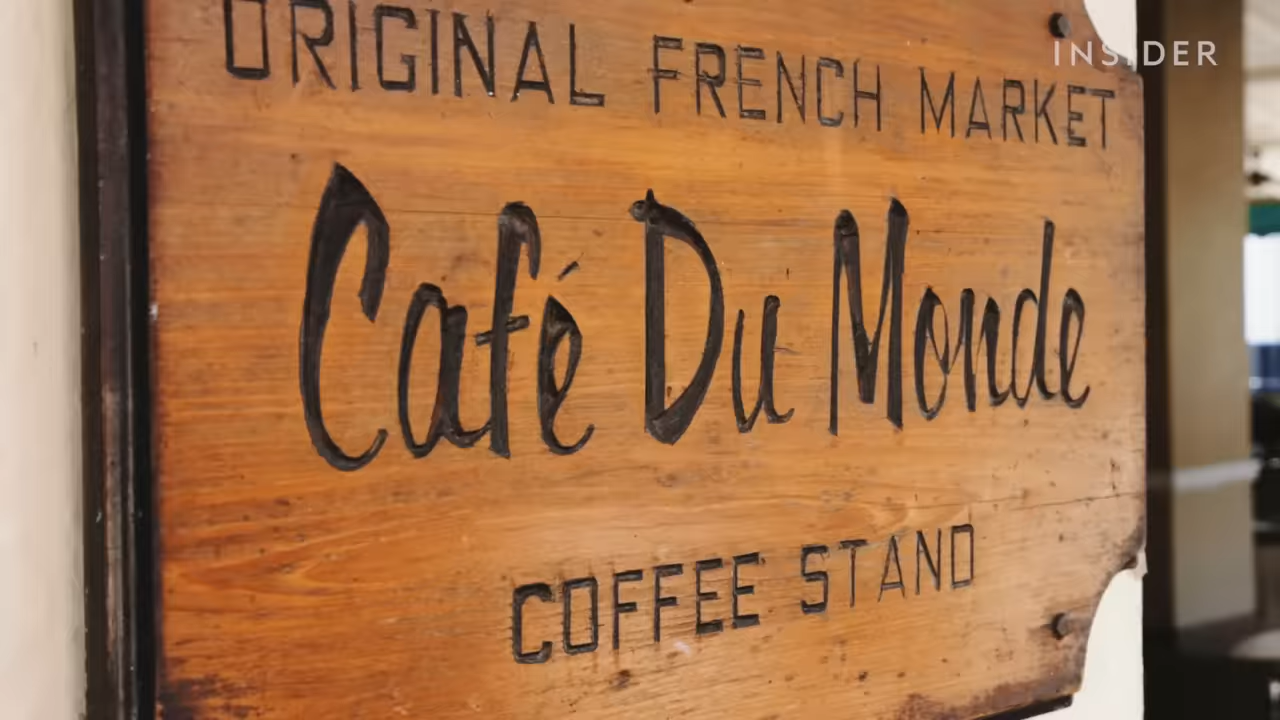 ORIGINAL FRENCH MARKET
INSIDER
Café Du Monde
COFFEE STAND